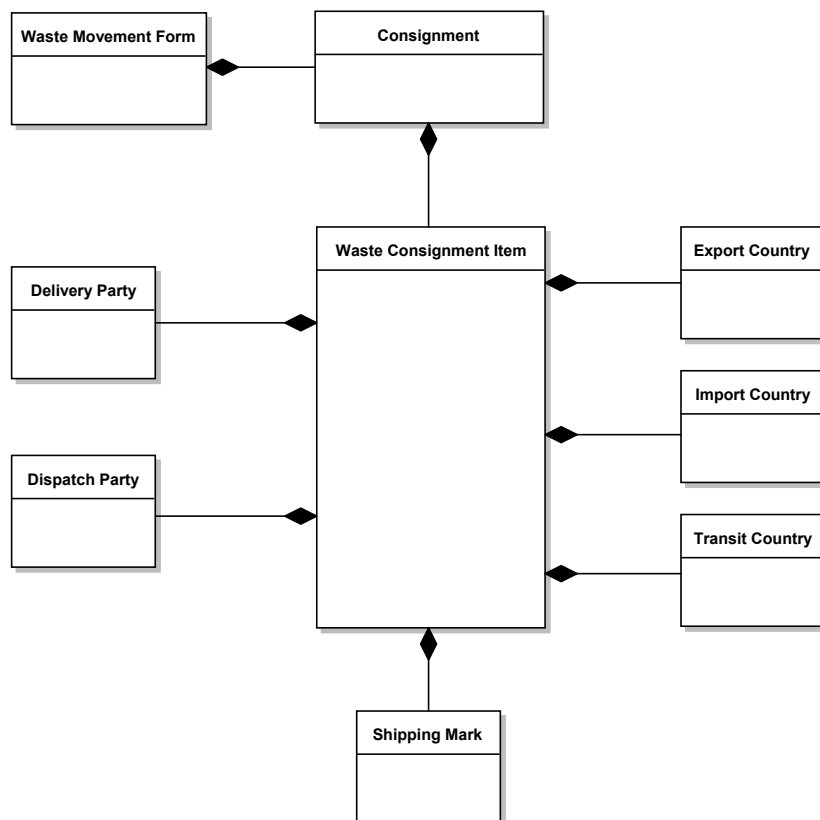 Waste Movement Form
Consignment
Waste Consignment Item
Export Country
Delivery Party
Import Country
Dispatch Party
Transit Country
Shipping Mark